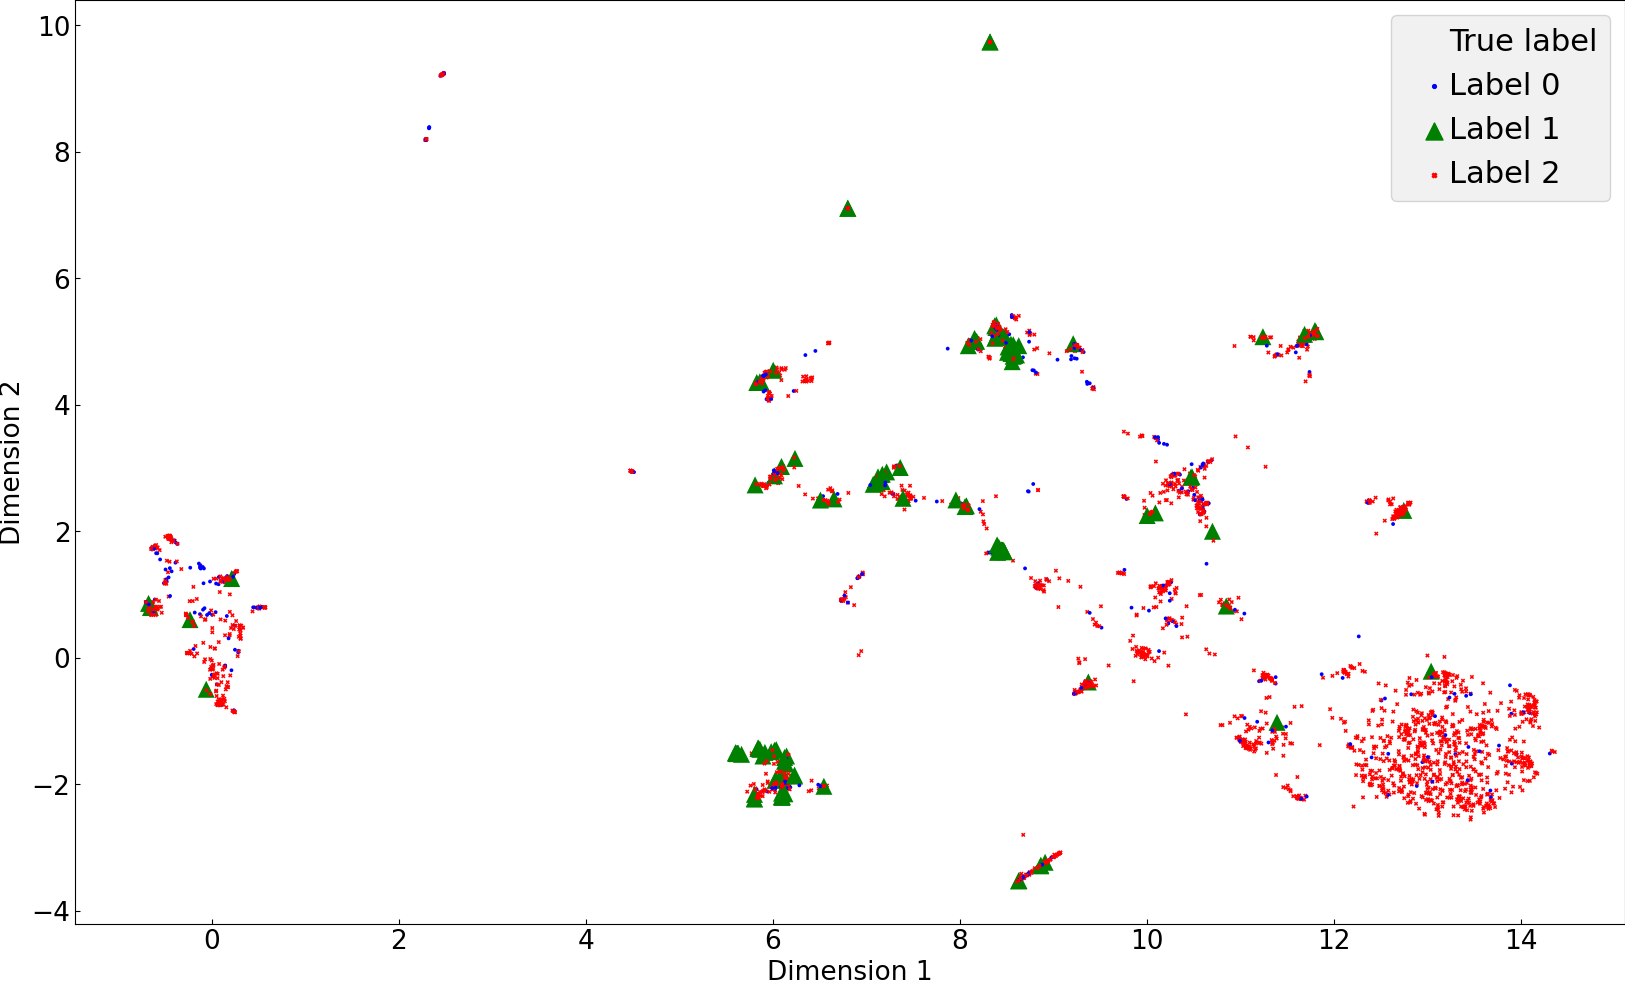 True label
Label 0
Label 1
Label 2
10
8
6
4
2
0
−2
−4
Dimension 2
0 2 4 6 8 10 12 14
Dimension 1